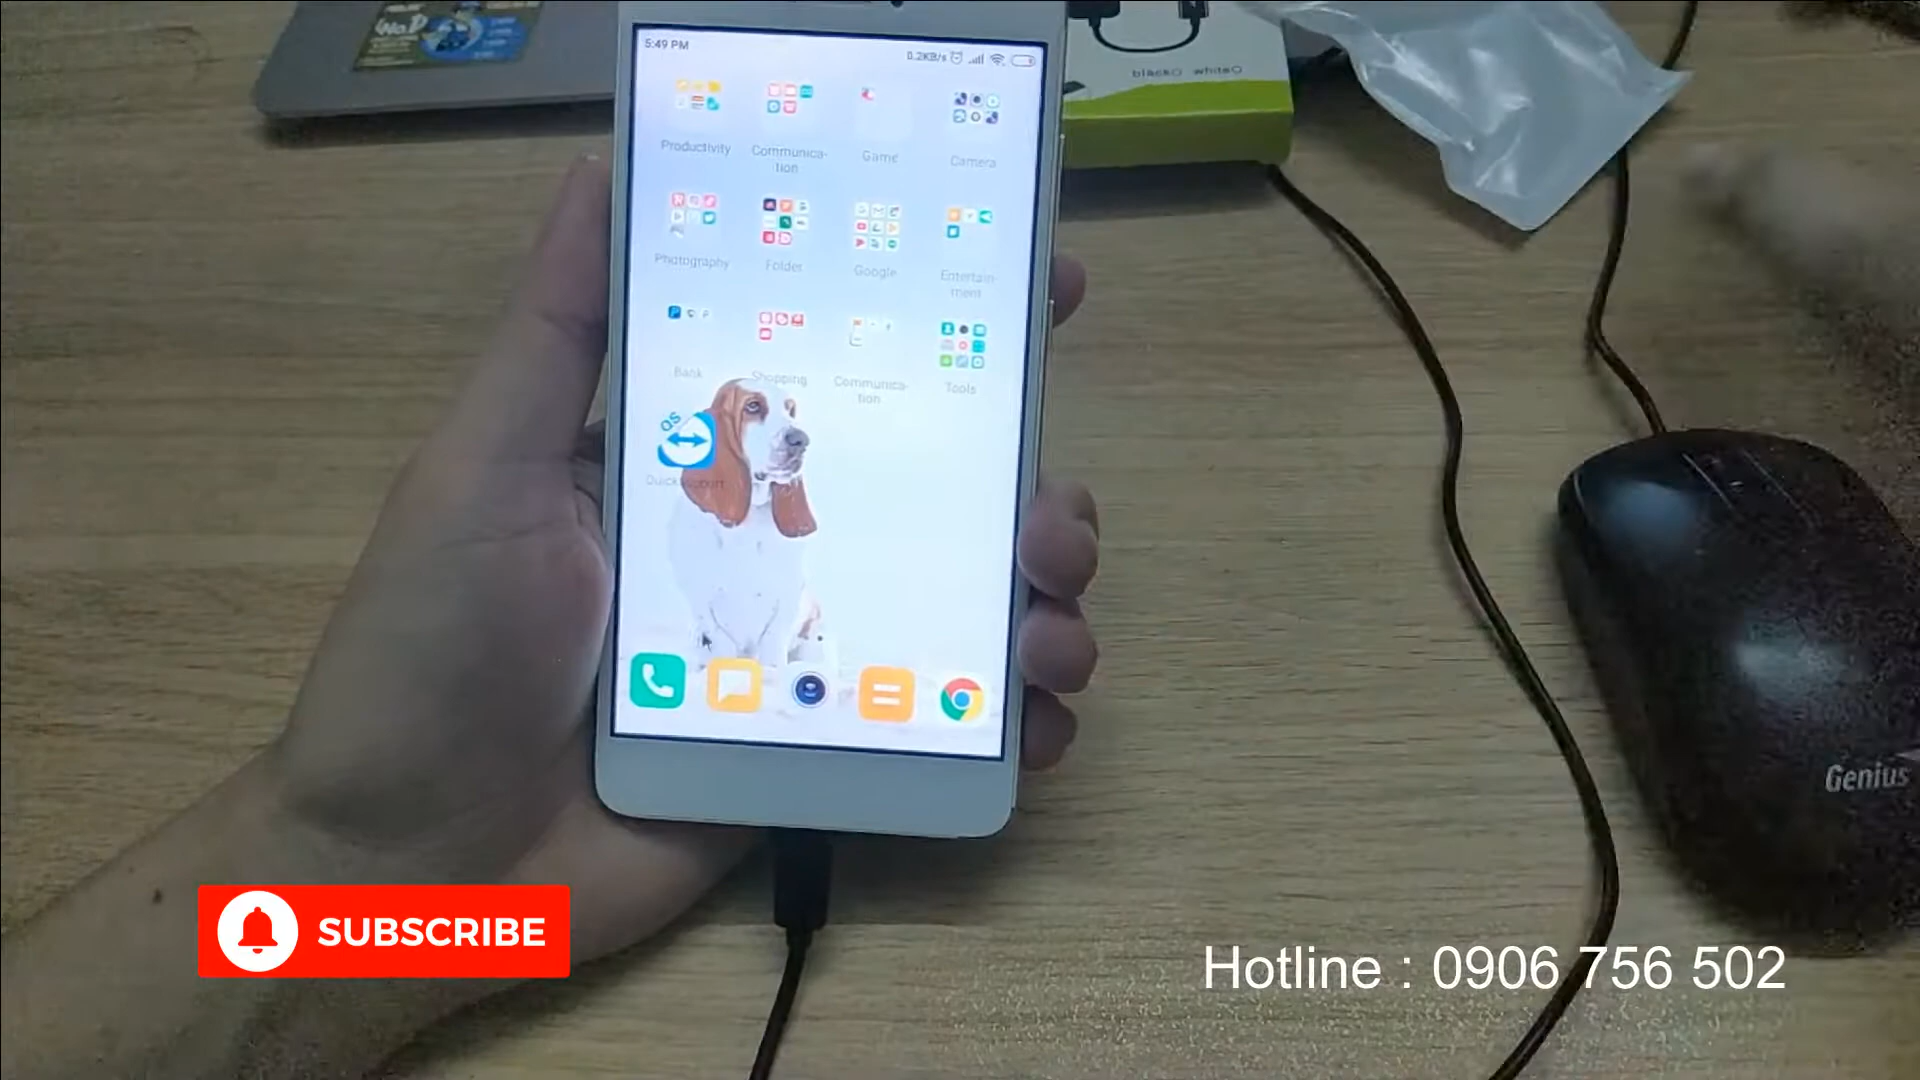 5:49 PM
0.2KB/s
black○ white○
Productivity
Communica-
tion
Game
Camera
Photography
Folder
Google
Entertain-
ment
Bank
Shopping
Communica-
tion
Tools
QS
QuickSupport
Genius
SUBSCRIBE
Hotline : 0906 756 502